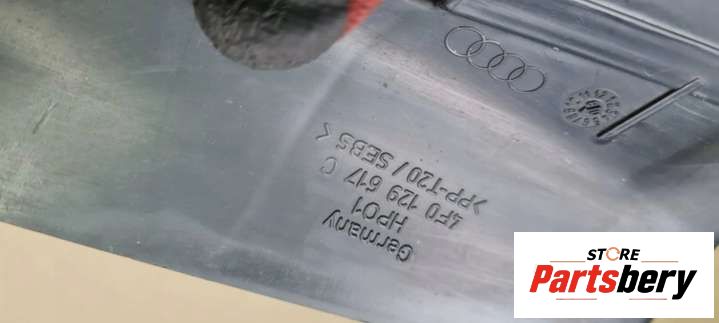 >PP-T20 / SEBS<
4F0 129 617 C
HP01
Germany
STORE
Partsbery